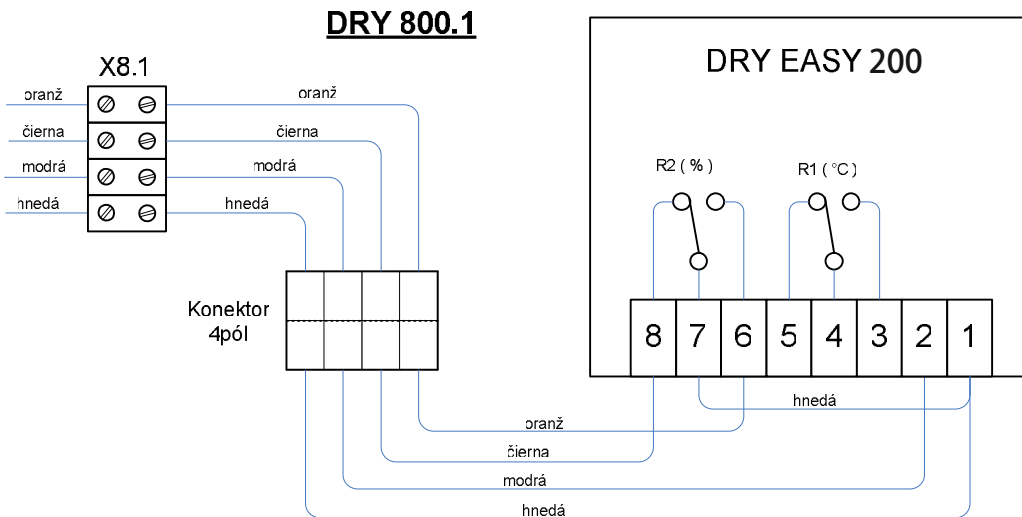 DRY 800.1
DRY EASY 200
X8.1
oranž
oranž
čierna
čierna
modrá
modrá
hnedá
hnedá
R2 ( % )
R1 ( °C )
Konektor
4pól
8 7 6 5 4 3 2 1
hnedá
oranž
čierna
modrá
hnedá